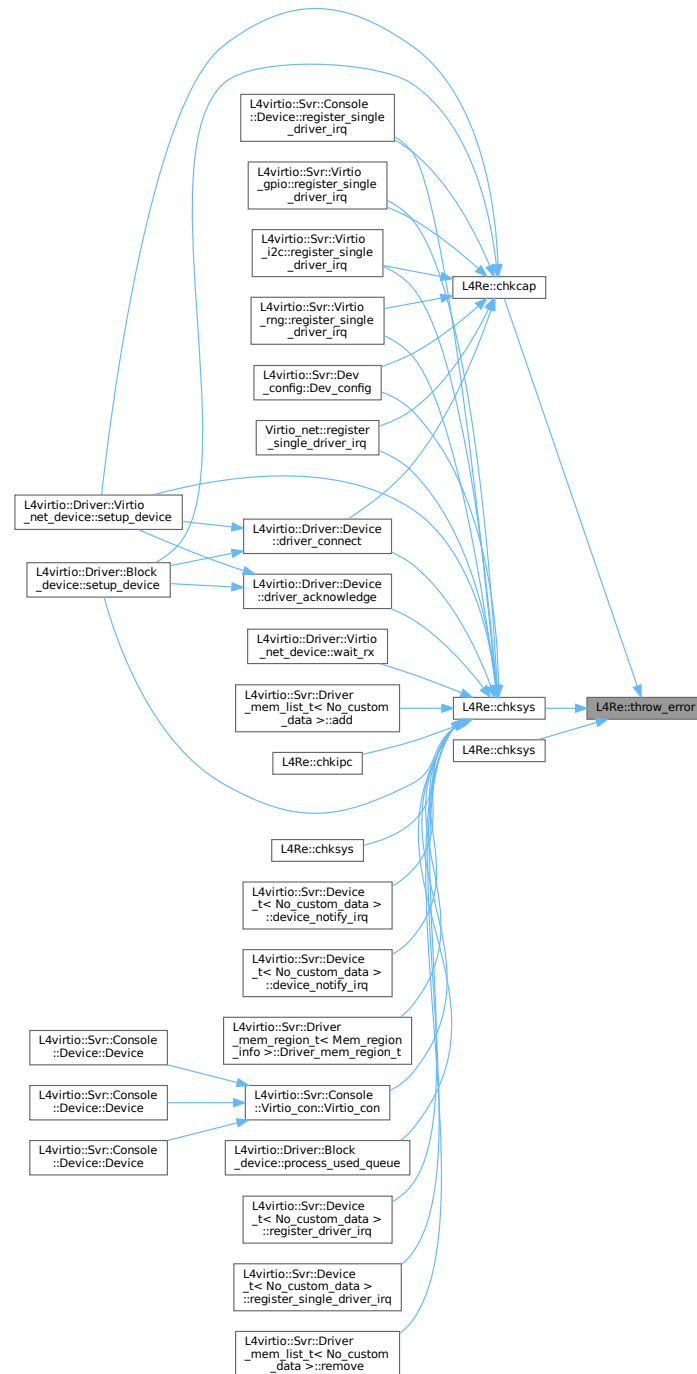 L4virtio::Svr::Console
::Device::register_single
_driver_irq
L4virtio::Svr::Virtio
_gpio::register_single
_driver_irq
L4virtio::Svr::Virtio
_i2c::register_single
_driver_irq
L4Re::chkcap
L4virtio::Svr::Virtio
_rng::register_single
_driver_irq
L4virtio::Svr::Dev
_config::Dev_config
Virtio_net::register
_single_driver_irq
L4virtio::Driver::Virtio
_net_device::setup_device
L4virtio::Driver::Device
::driver_connect
L4virtio::Driver::Block
_device::setup_device
L4virtio::Driver::Device
::driver_acknowledge
L4virtio::Driver::Virtio
_net_device::wait_rx
L4virtio::Svr::Driver
_mem_list_t< No_custom
_data >::add
L4Re::chksys
L4Re::throw_error
L4Re::chkipc
L4Re::chksys
L4Re::chksys
L4virtio::Svr::Device
_t< No_custom_data >
::device_notify_irq
L4virtio::Svr::Device
_t< No_custom_data >
::device_notify_irq
L4virtio::Svr::Driver
_mem_region_t< Mem_region
_info >::Driver_mem_region_t
L4virtio::Svr::Console
::Device::Device
L4virtio::Svr::Console
::Device::Device
L4virtio::Svr::Console
::Virtio_con::Virtio_con
L4virtio::Svr::Console
::Device::Device
L4virtio::Driver::Block
_device::process_used_queue
L4virtio::Svr::Device
_t< No_custom_data >
::register_driver_irq
L4virtio::Svr::Device
_t< No_custom_data >
::register_single_driver_irq
L4virtio::Svr::Driver
_mem_list_t< No_custom
_data >::remove